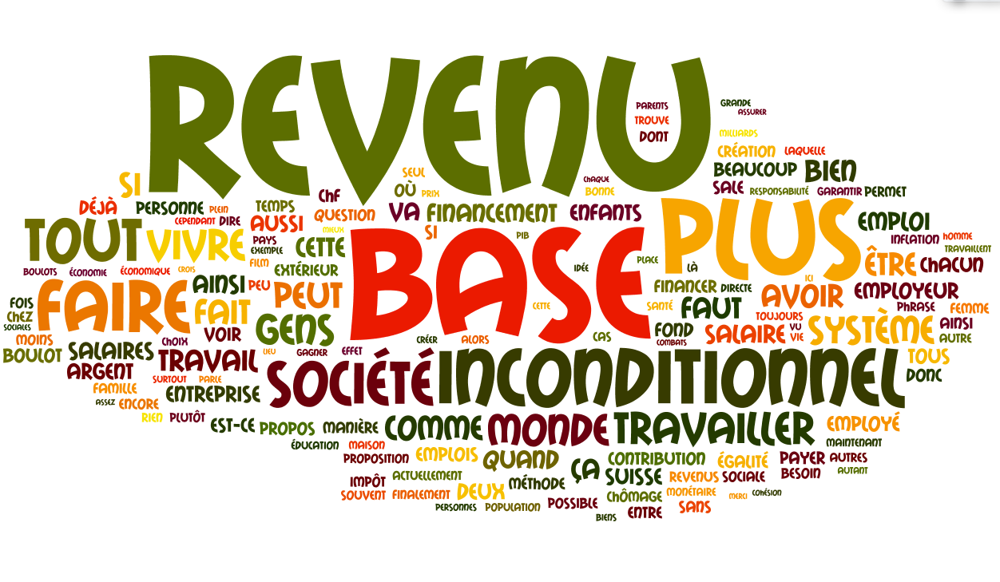 REVENU
PARENTS
GRANDE
ASSURER
TROUVE
DONT
MILLIARDS
CRÉATION
LAQUELLE
BEAUCOUP
BIEN
SI
SEUL
OÙ
PRIX
CHAQUE
BONNE
SALE
RESPONSABILITÉ
GARANTIR
PERMET
DÉJÀ
PERSONNE
PLEIN
TEMPS
Chf
CEPENDANT
DIRE
AUSSI
QUESTION
VA
FINANCEMENT
ENFANTS
PLUS
EMPLOI
TOUT
VIVRE
PAYS
EXEMPLE
CETTE
MIEUX
SI
PIB
INFLATION
HOMME
TRAVAILLENT
BASE
FILM
EXTÉRIEUR
IDÉE
PLACE
LÀ
ÊTRE
CHACUN
BOULOTS
ÉCONOMIE
ÉCONOMIQUE
CROIS
AINSI
PEU
PEUT
FINANCER
DIRECTE
ICI
AVOIR
EMPLOYEUR
FOIS
CHEZ
SOCIALES
FAIRE
FAIT
CETTE
SANTÉ
FAUT
TOUJOURS
PHRASE
FEMME
MOINS
CHOIX
VOIR
GENS
CRÉER
ALORS
CAS
FOND
COMBATS
SALAIRE
VU
VIE
SYSTÈME
AINSI
AUTRE
BOULOT
SALAIRES
TRAVAIL
LIEU
GAGNER
EFFET
SOCIÉTÉ
INCONDITIONNEL
TOUS
DONC
ARGENT
SURTOUT
PARLE
FAMILLE
ENTREPRISE
ASSEZ
ENCORE
RIEN
PLUTÔT
EST-CE
PROPOS
MANIÈRE
COMME
MONDE
TRAVAILLER
EMPLOYÉ
ÉDUCATION
MAISON
MAINTENANT
PROPOSITION
EMPLOIS
QUAND
ÇA
CONTRIBUTION
ÉGALITÉ
PAYER
AUTRES
IMPÔT
ACTUELLEMENT
MÉTHODE
SUISSE
REVENUS
SOCIALE
BESOIN
AUTANT
SOUVENT
FINALEMENT
DEUX
CHÔMAGE
MONÉTAIRE
MERCI
COHÉSION
PERSONNES
POPULATION
POSSIBLE
BIENS
ENTRE
SANS